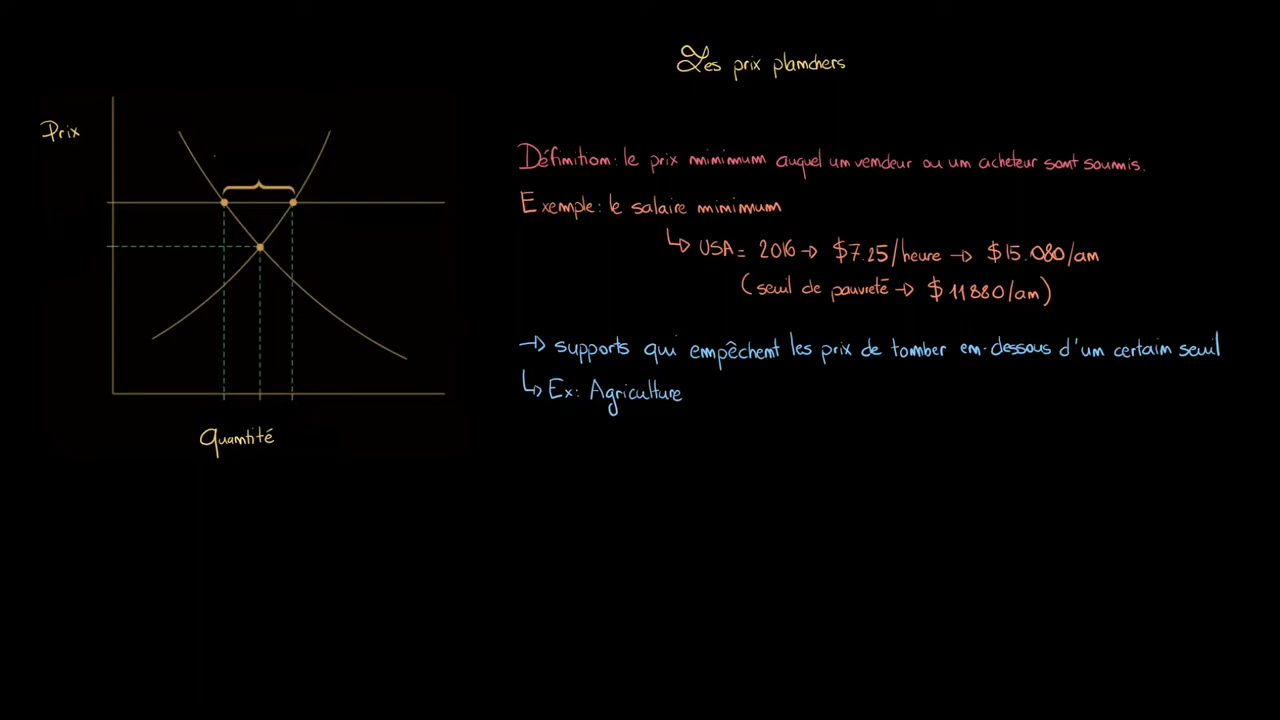 Les prix planchers
Prix
Définition: le prix minimum auquel un vendeur ou un acheteur sont soumis.
Exemple: le salaire minimum
↳ USA = 2016 → $7.25/heure → $15.080/an
(seuil de pauvreté → $11880/an)
→ supports qui empêchent les prix de tomber en-dessous d'un certain seuil
↳ Ex: Agriculture
Quantité